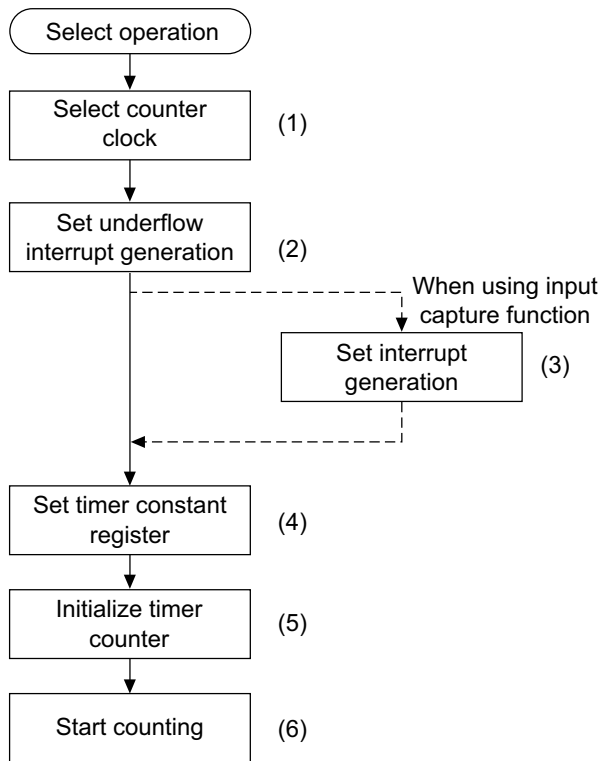 Select operation
Select counter
clock
(1)
Set underflow
interrupt generation
(2)
When using input
capture function
Set interrupt
generation
(3)
Set timer constant
register
(4)
Initialize timer
counter
(5)
Start counting
(6)